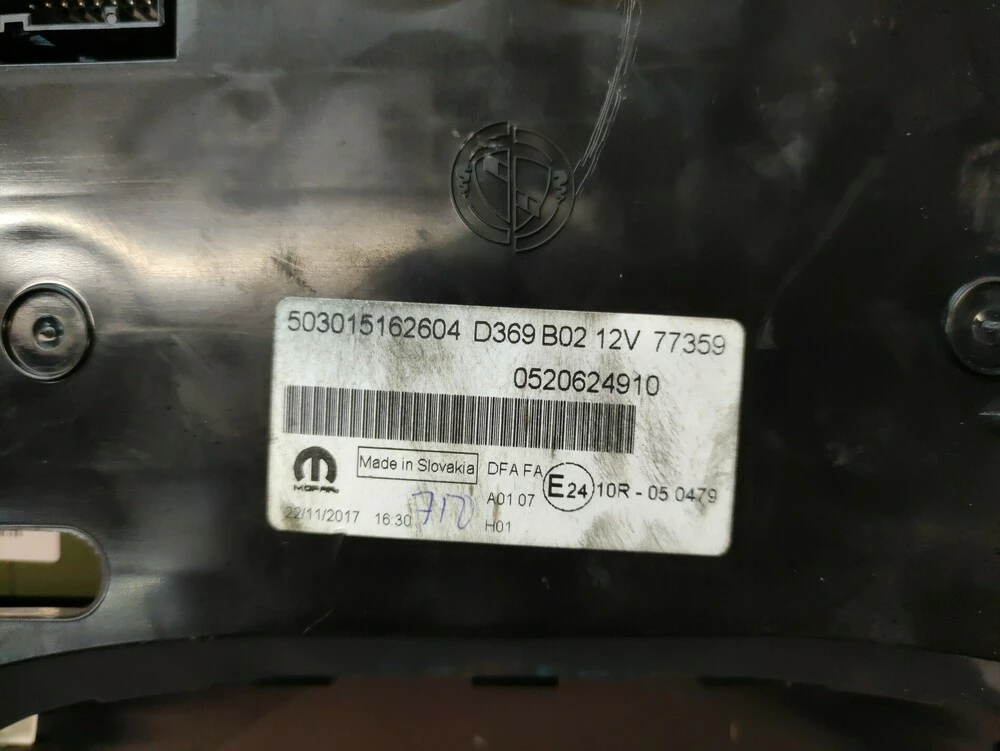 503015162604 D369 B02 12V 77359
0520624910
Made in Slovakia
DFA FA
E24
10R - 05 0479
MOPAR
A01 07
22/11/2017 16:30
712
H01